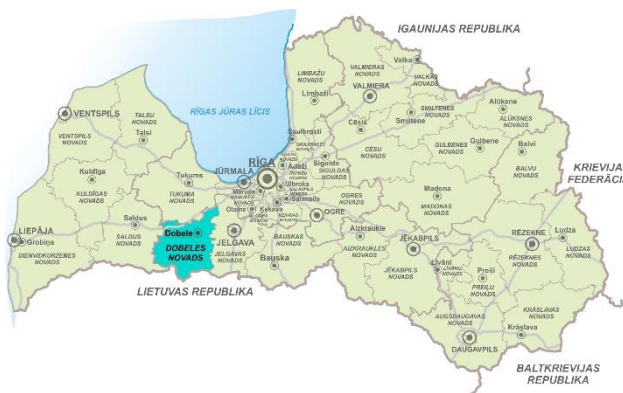 IGAUNIJAS REPUBLIKA
VALMIERAS
NOVADS
Valka
VALKAS
NOVADS
LIMBAŽU
NOVADS
Limbaži
VALMIERA
SMILTENES
NOVADS
Smiltene
Alūksne
ALŪKSNES
NOVADS
VENTSPILS
VENTSPILS
NOVADS
TALSU
NOVADS
Talsi
RĪGAS JŪRAS LĪCIS
Saulkrasti
Cēsis
CĒSU
NOVADS
GULBENES
NOVADS
Gulbene
Balvi
BALVU
NOVADS
KRIEVIJAS
FEDERĀCIJ
Kuldīga
KULDĪGAS
NOVADS
Tukums
TUKUMA
NOVADS
JŪRMALA
RĪGA
Ādaži
Sigulda
SIGULDAS
NOVADS
Mārupe
Ulbroka
Salaspils
Ķekava
Olaine
OGRE
OGRES
NOVADS
Madona
MADONAS
NOVADS
LIEPĀJA
Grobiņa
DIENVIDKURZEMES
NOVADS
Saldus
SALDUS
NOVADS
Dobele
DOBELES
NOVADS
JELGAVA
JELGAVAS
NOVADS
BAUSKAS
NOVADS
Bauska
Aizkraukle
AIZKRAUKLES
NOVADS
JĒKABPILS
JĒKABPILS
NOVADS
Līvāni
LĪVĀNU
NOVADS
Preiļi
PREIĻU
NOVADS
RĒZEKNE
RĒZEKNES
NOVADS
Ludza
LUDZAS
NOVADS
LIETUVAS REPUBLIKA
AUGŠDAUGAVAS
NOVADS
DAUGAVPILS
KRĀSLAVAS
NOVADS
Krāslava
BALTKRIEVIJAS
REPUBLIKA